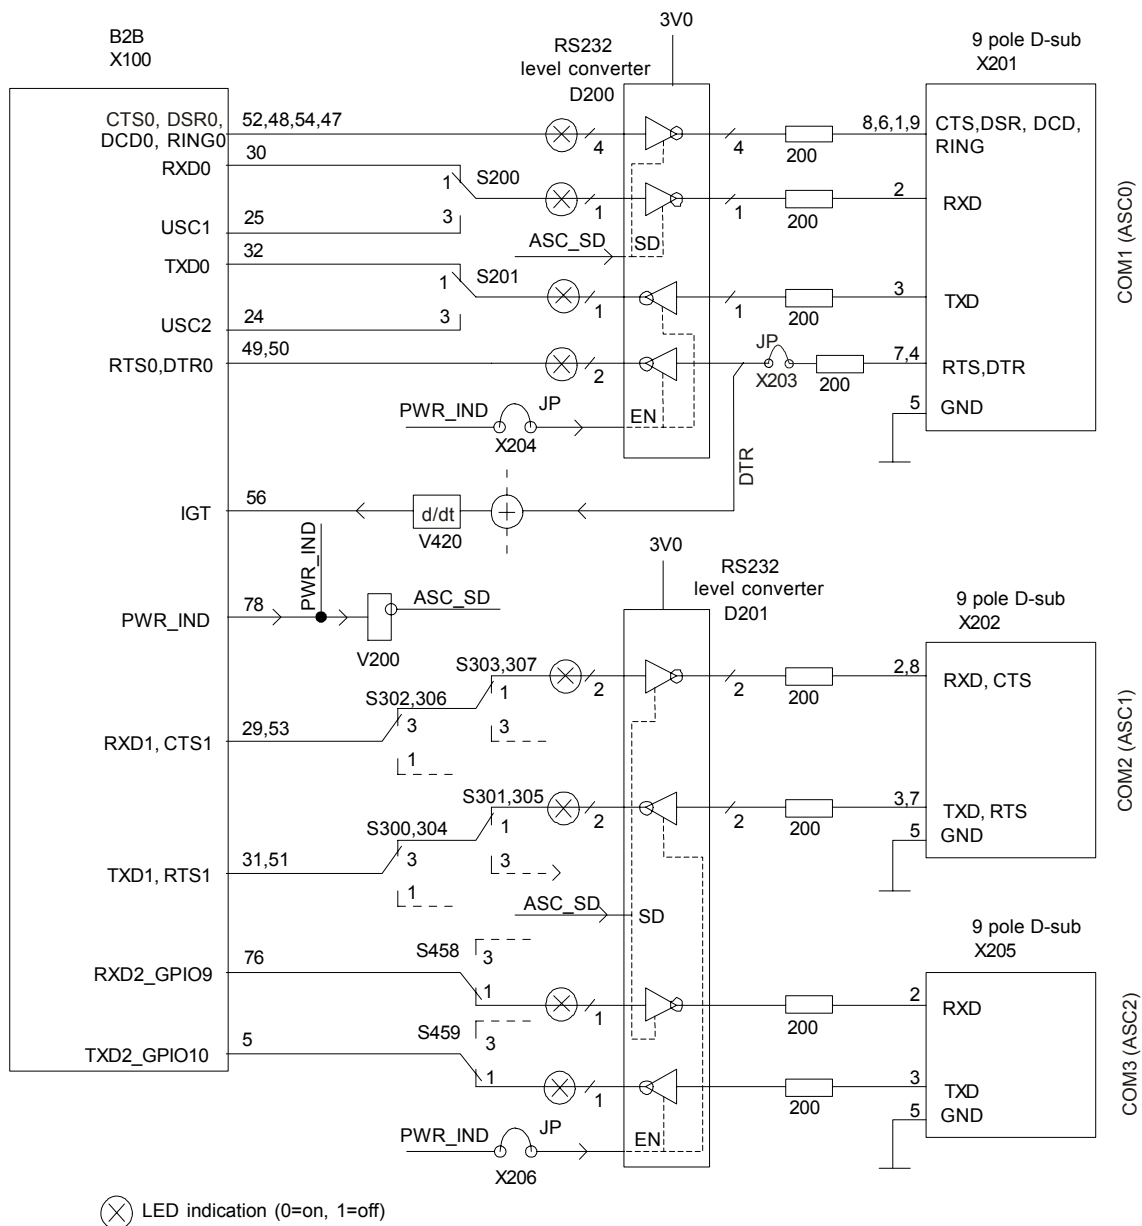 B2B
X100
RS232
level converter
D200
3V0
9 pole D-sub
X201
CTS0, DSR0,
DCD0, RING0
52,48,54,47
4
4
200
8,6,1,9
CTS,DSR, DCD,
RING
RXD0
30
1
S200
1
1
200
2
RXD
USC1
25
3
ASC_SD
SD
TXD0
32
1
S201
1
1
200
3
TXD
USC2
24
3
RTS0,DTR0
49,50
2
JP
X203
200
7,4
RTS,DTR
5
GND
COM1 (ASC0)
PWR_IND
JP
X204
EN
DTR
IGT
56
d/dt
V420
+
PWR_IND
PWR_IND
78
ASC_SD
V200
3V0
RS232
level converter
D201
9 pole D-sub
X202
S303,307
1
2
2
200
2,8
RXD, CTS
S302,306
3
3
RXD1, CTS1
29,53
1
S301,305
1
2
2
200
3,7
TXD, RTS
5
GND
COM2 (ASC1)
S300,304
3
3
TXD1, RTS1
31,51
1
ASC_SD
SD
9 pole D-sub
X205
S458
3
RXD2_GPIO9
76
1
1
200
2
RXD
S459
3
TXD2_GPIO10
5
1
1
200
3
TXD
5
GND
COM3 (ASC2)
PWR_IND
JP
X206
EN
LED indication (0=on, 1=off)